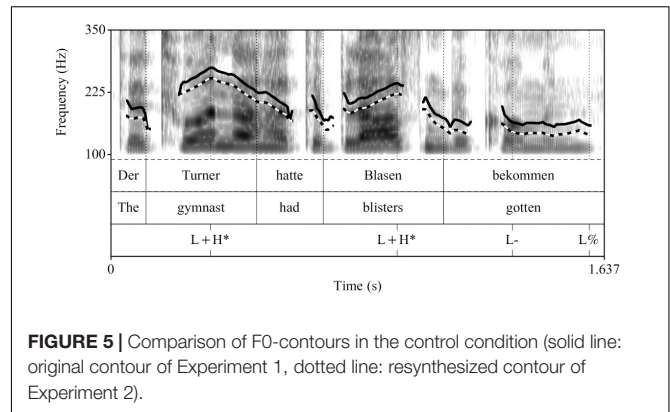 350
225
100
Frequency (Hz)
Der Turner hatte Blasen bekommen
The gymnast had blisters gotten
L + H* L + H* L- L%
0 1.637
Time (s)
FIGURE 5 | Comparison of F0-contours in the control condition (solid line:
original contour of Experiment 1, dotted line: resynthesized contour of
Experiment 2).